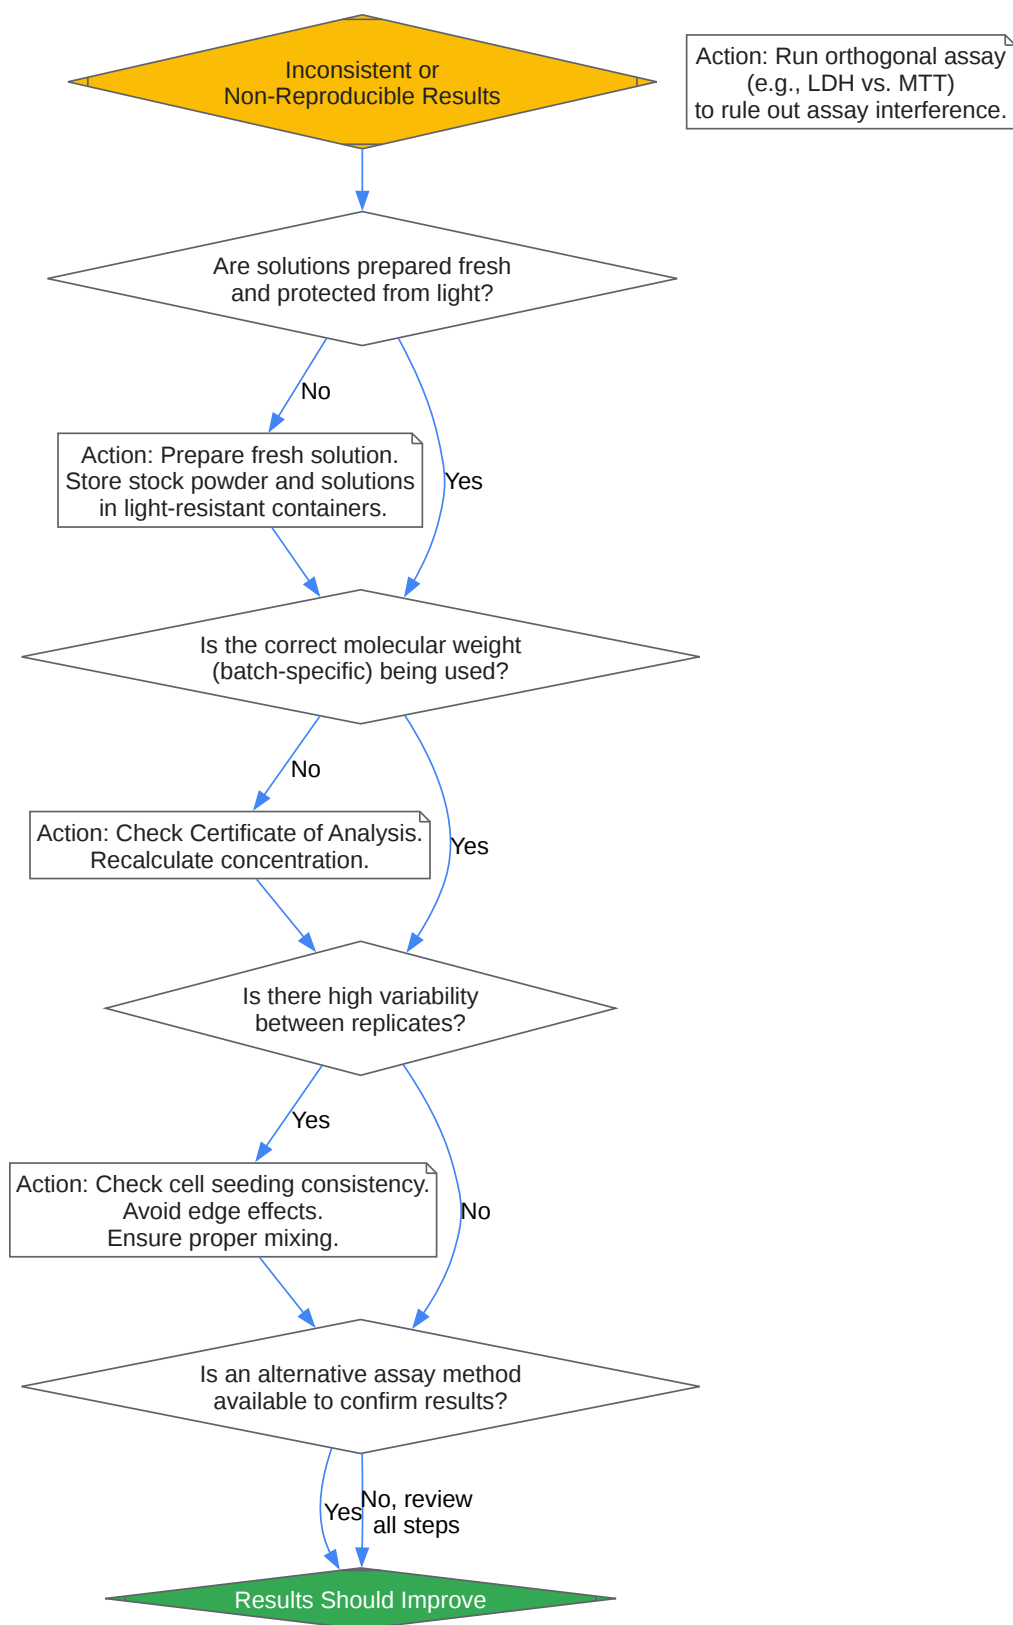 Inconsistent or
Non-Reproducible Results
Action: Run orthogonal assay
(e.g., LDH vs. MTT)
to rule out assay interference.
Are solutions prepared fresh
and protected from light?
No
Action: Prepare fresh solution.
Store stock powder and solutions
in light-resistant containers.
Yes
Is the correct molecular weight
(batch-specific) being used?
No
Action: Check Certificate of Analysis.
Recalculate concentration.
Yes
Is there high variability
between replicates?
Yes
Action: Check cell seeding consistency.
Avoid edge effects.
Ensure proper mixing.
No
Is an alternative assay method
available to confirm results?
Yes
No, review
all steps
Results Should Improve